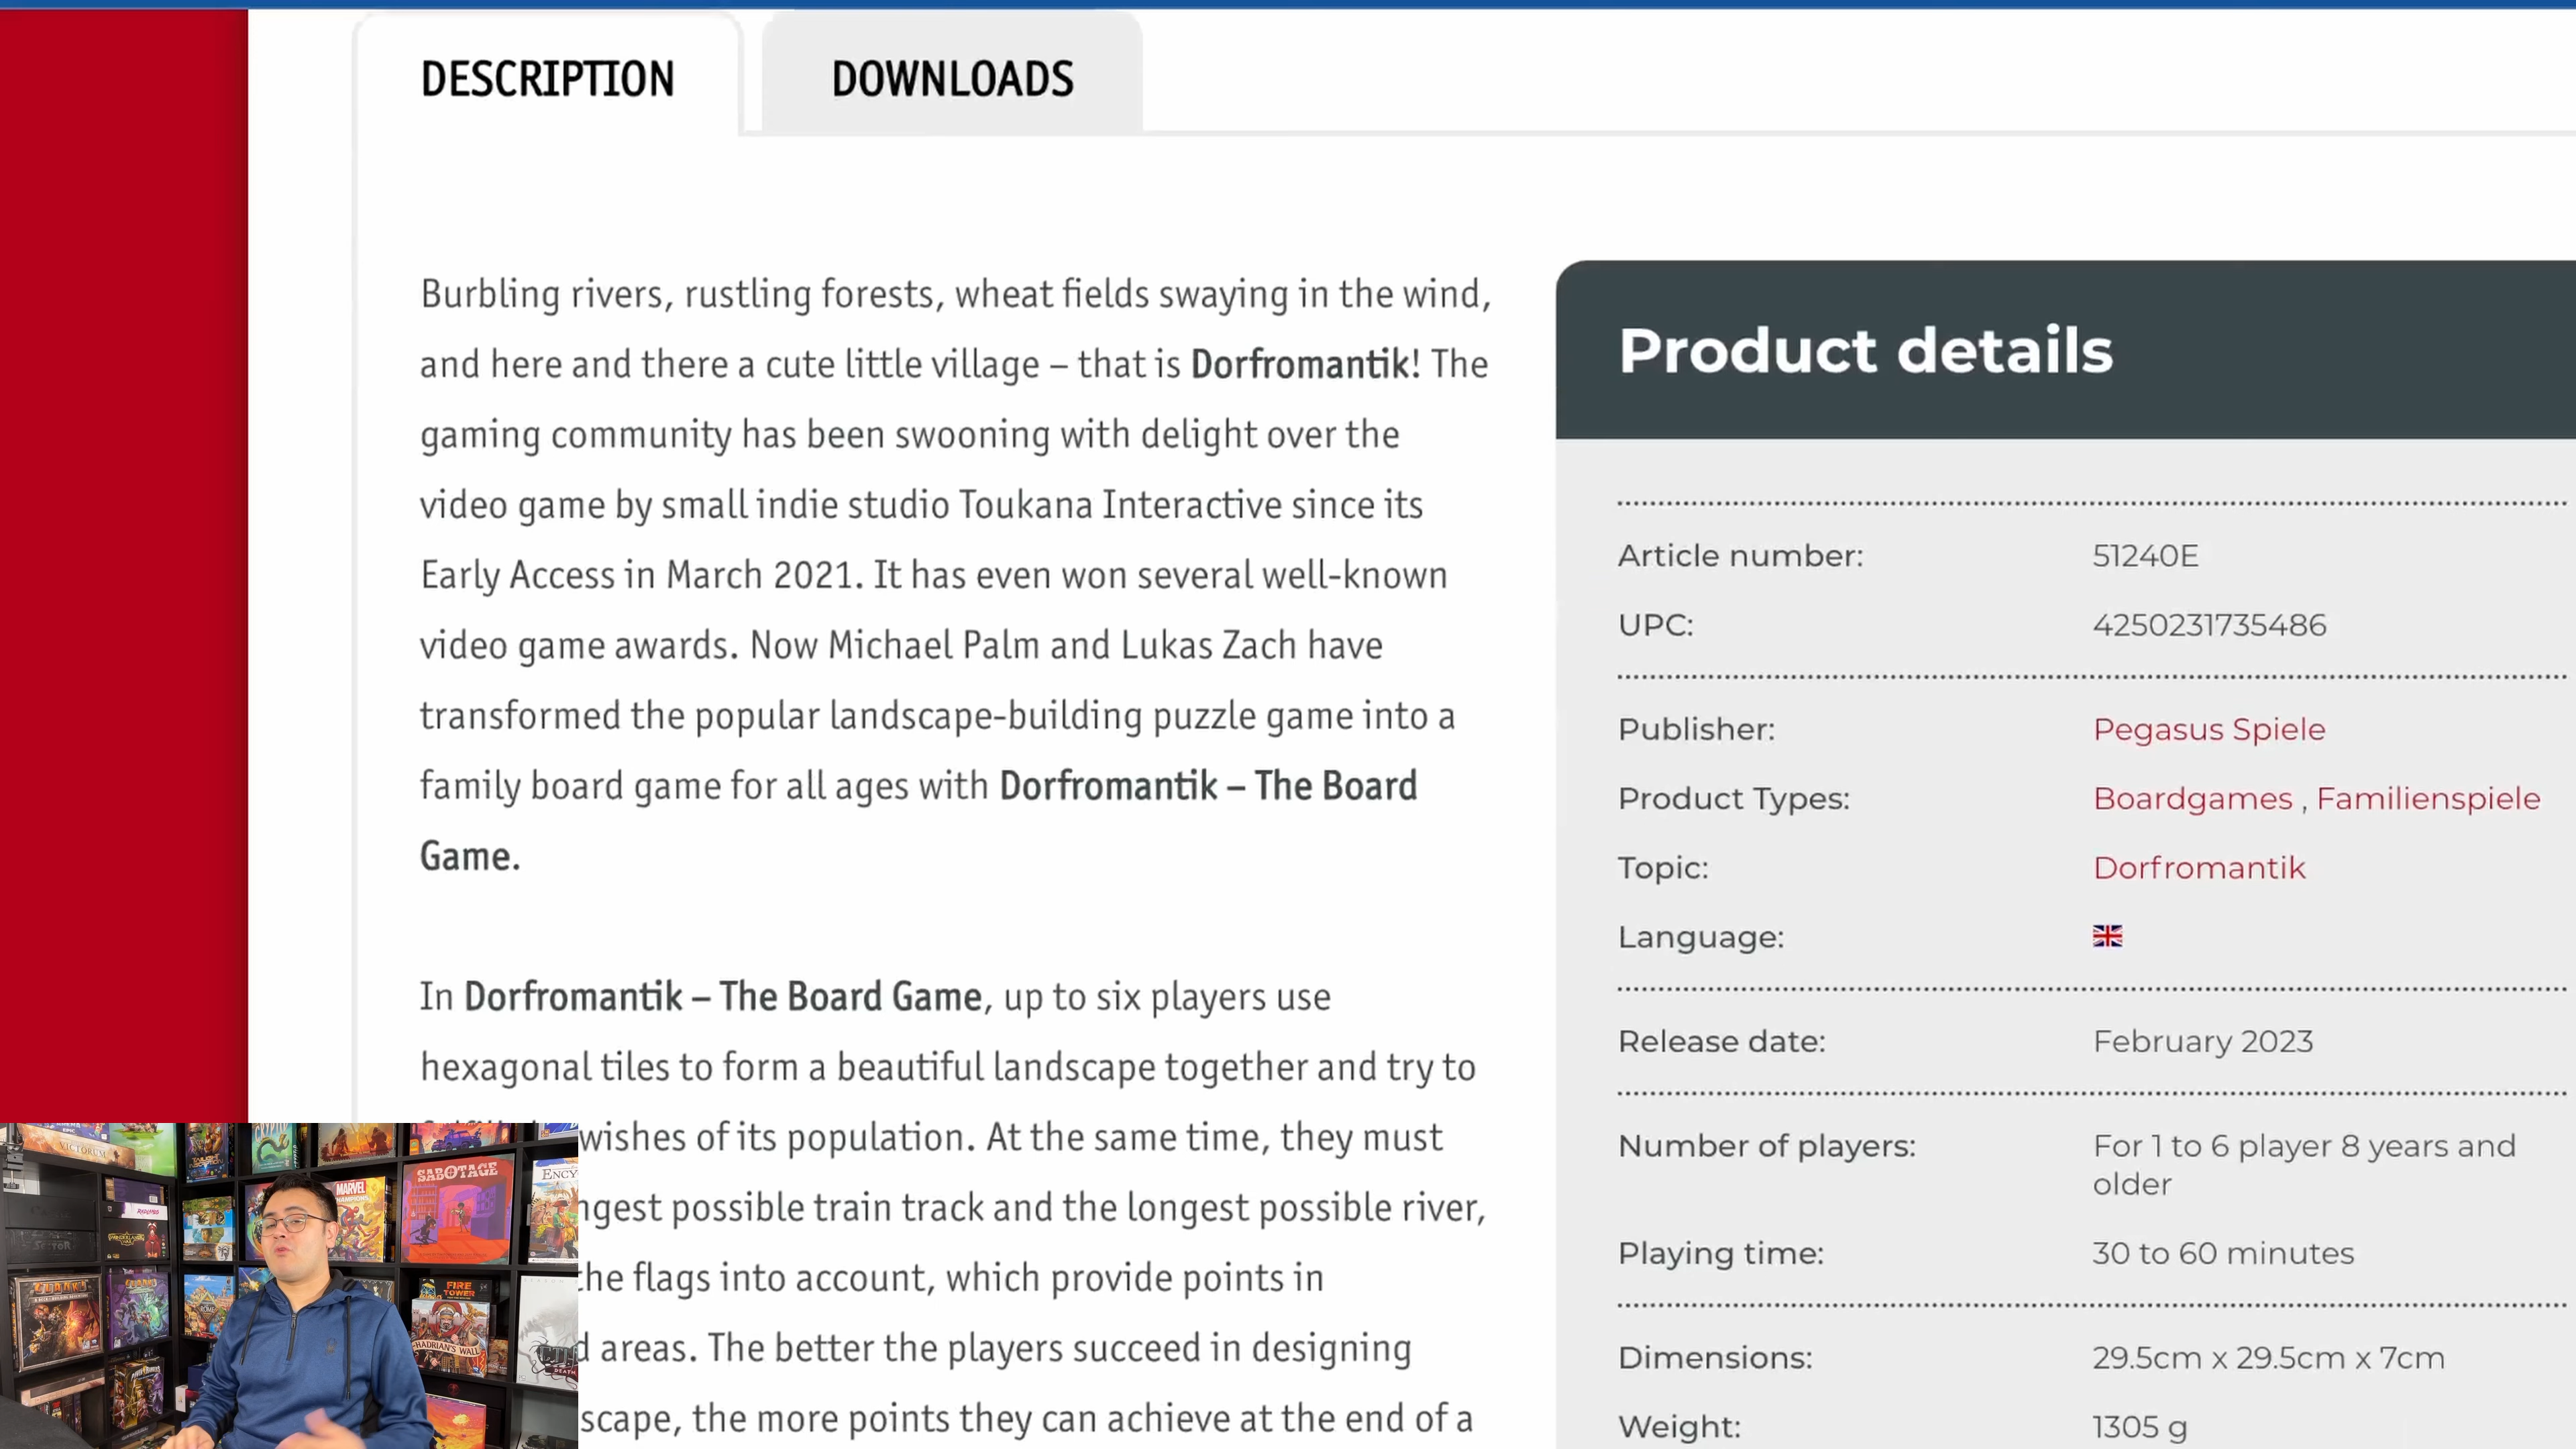 DESCRIPTION
DOWNLOADS
Burbling rivers, rustling forests, wheat fields swaying in the wind,
and here and there a cute little village – that is Dorfromantik! The
gaming community has been swooning with delight over the
video game by small indie studio Toukana Interactive since its
Early Access in March 2021. It has even won several well-known
video game awards. Now Michael Palm and Lukas Zach have
transformed the popular landscape-building puzzle game into a
family board game for all ages with Dorfromantik – The Board
Game.
In Dorfromantik – The Board Game, up to six players use
hexagonal tiles to form a beautiful landscape together and try to
wishes of its population. At the same time, they must
ngest possible train track and the longest possible river,
the flags into account, which provide points in
d areas. The better the players succeed in designing
scape, the more points they can achieve at the end of a
Product details
Article number: 51240E
UPC: 4250231735486
Publisher: Pegasus Spiele
Product Types: Boardgames , Familienspiele
Topic: Dorfromantik
Language:
Release date: February 2023
Number of players: For 1 to 6 player 8 years and
older
Playing time: 30 to 60 minutes
Dimensions: 29.5cm x 29.5cm x 7cm
Weight: 1305 g
VICTORUM
MARVEL
CHAMPIONS
SABOTAGE
ENCY
FIRE
TOWER
HADRIAN'S WALL